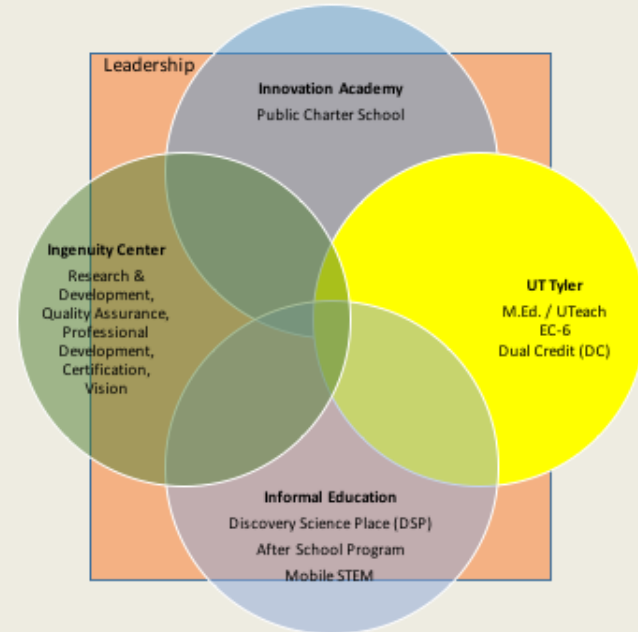 Leadership
Innovation Academy
Public Charter School
Ingenuity Center
Research &
Development,
Quality Assurance,
Professional
Development,
Certification,
Vision
UT Tyler
M.Ed. / UTeach
EC-6
Dual Credit (DC)
Informal Education
Discovery Science Place (DSP)
After School Program
Mobile STEM